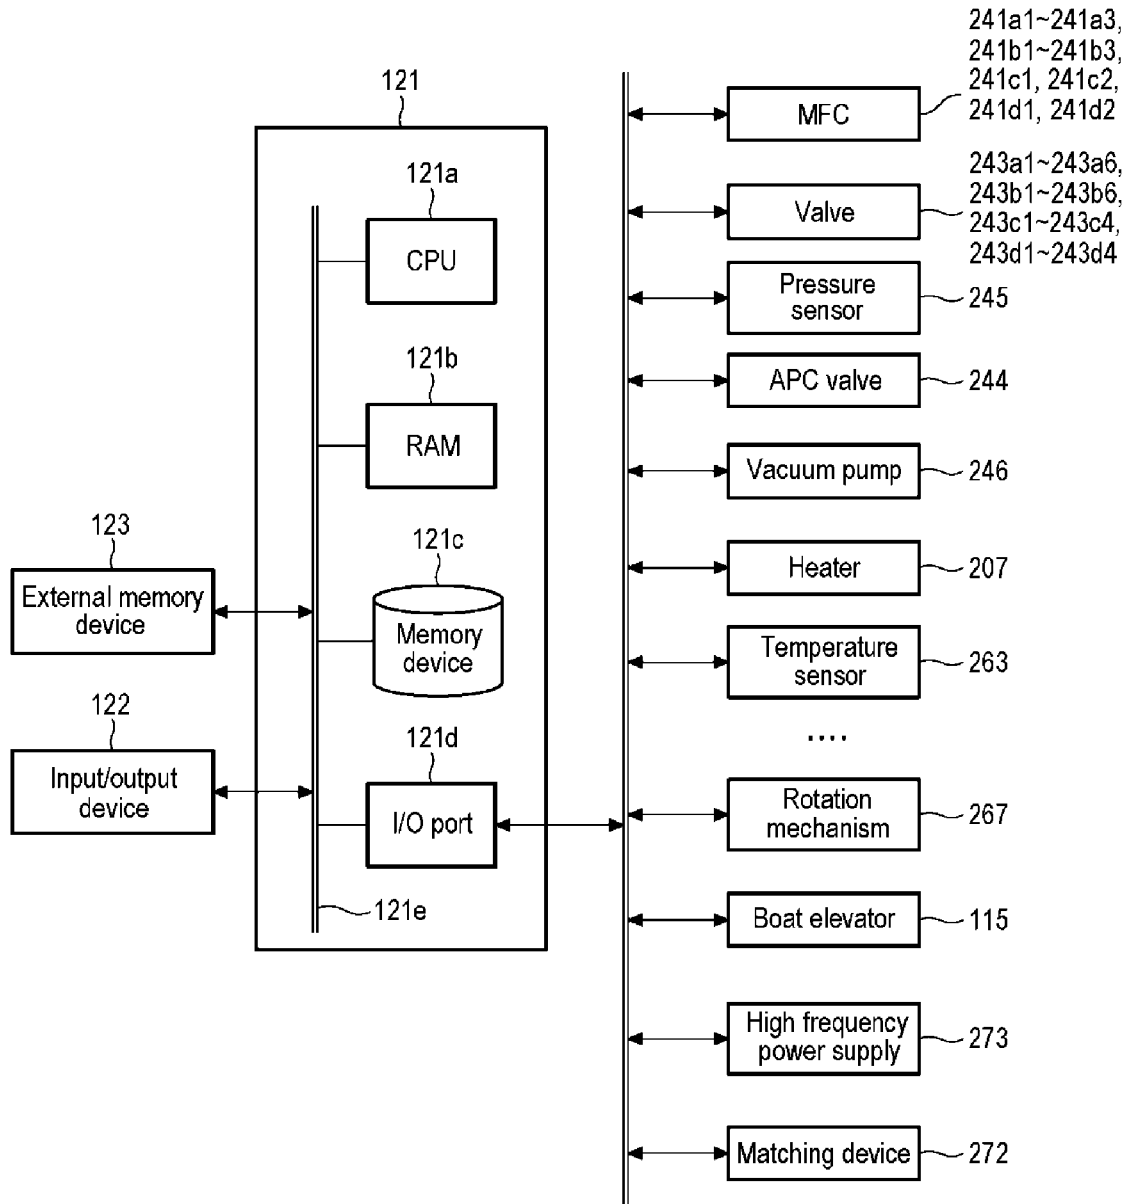 121
121a
CPU
121b
RAM
121c
Memory
device
121d
I/O port
121e
123
External memory
device
122
Input/output
device
241a1~241a3,
241b1~241b3,
241c1, 241c2,
241d1, 241d2
MFC
243a1~243a6,
243b1~243b6,
243c1~243c4,
243d1~243d4
Valve
Pressure
sensor
245
APC valve
244
Vacuum pump
246
Heater
207
Temperature
sensor
263
....
Rotation
mechanism
267
Boat elevator
115
High frequency
power supply
273
Matching device
272